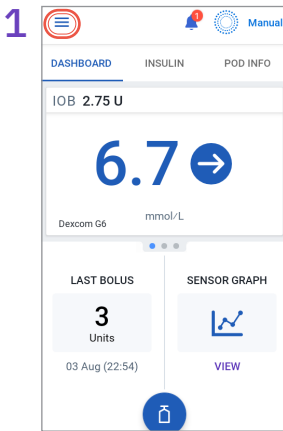 1
1
Manual
DASHBOARD INSULIN POD INFO
IOB 2.75 U
6.7
mmol/L
Dexcom G6
LAST BOLUS SENSOR GRAPH
3
Units
03 Aug (22:54) VIEW